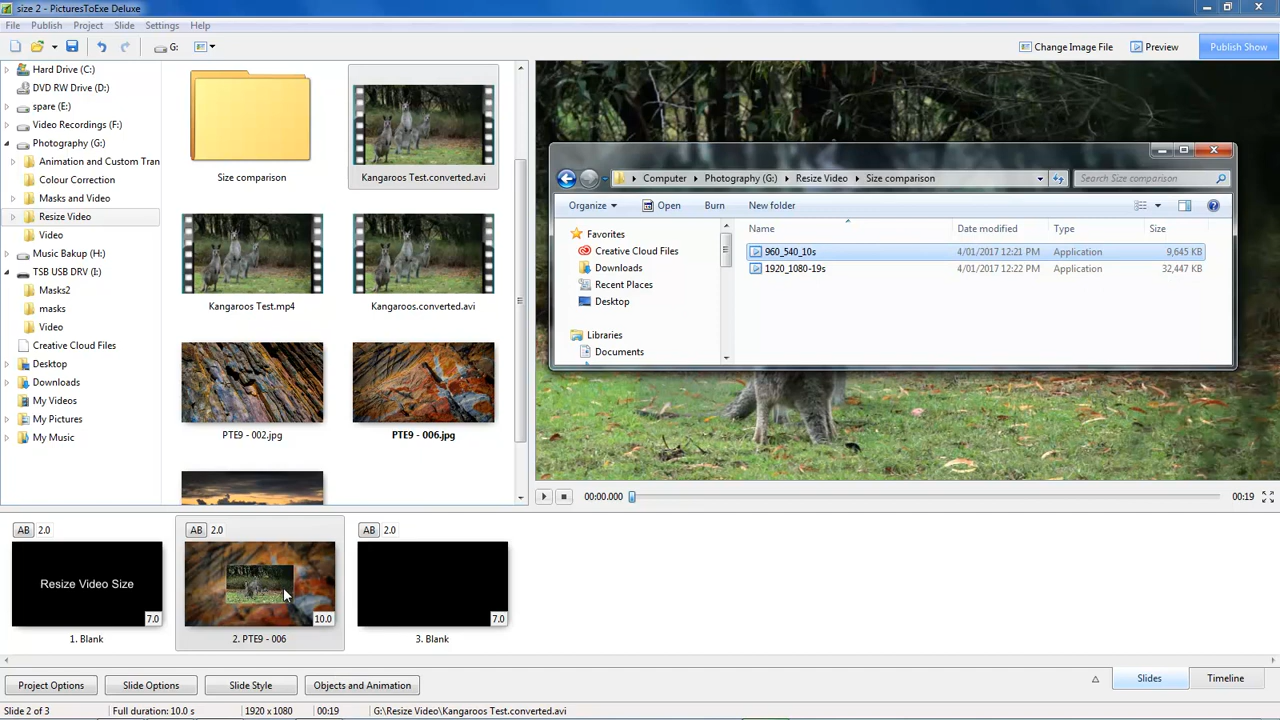 size 2 - PicturesToExe Deluxe
File Publish Project Slide Settings Help
G: Change Image File Preview Publish Show
Hard Drive (C:)
DVD RW Drive (D:)
spare (E:)
Video Recordings (F:)
Photography (G:)
Animation and Custom Tran
Colour Correction
Masks and Video
Resize Video
Video
Music Bakup (G:)
TSB USB DRV (E:)
Masks2
masks
Video
Creative Cloud Files
Desktop
Downloads
My Videos
My Pictures
My Music
Size comparison
Kangaroos Test.converted.avi
Kangaroos Test.mp4
Kangaroos.converted.avi
PTE9 - 002.jpg
PTE9 - 006.jpg
Computer Photography (G:) Resize Video Size comparison
Search Size comparison
Organize Open Burn New folder
Favorites
Creative Cloud Files
Downloads
Recent Places
Desktop
Libraries
Documents
Name Date modified Type Size
960_540_10s 4/01/2017 12:21 PM Application 9,645 KB
1920_1080-19s 4/01/2017 12:22 PM Application 32,447 KB
00:00.000 00:19
AB 2.0
Resize Video Size
7.0
1. Blank
AB 2.0
10.0
2. PTE9 - 006
AB 2.0
7.0
3. Blank
Project Options Slide Options Slide Style Objects and Animation Slides Timeline
Slide 2 of 3 Full duration: 10.0 s 1920 x 1080 00:19 G:\Resize Video\Kangaroos Test.converted.avi